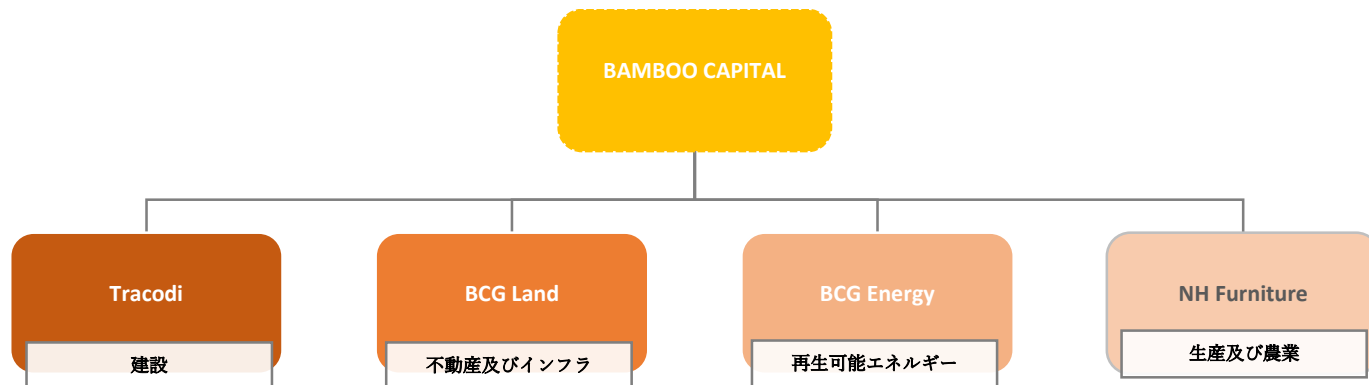 BAMBOO CAPITAL
Tracodi
BCG Land
BCG Energy
NH Furniture
建設
不動産及びインフラ
再生可能エネルギー
生産及び農業